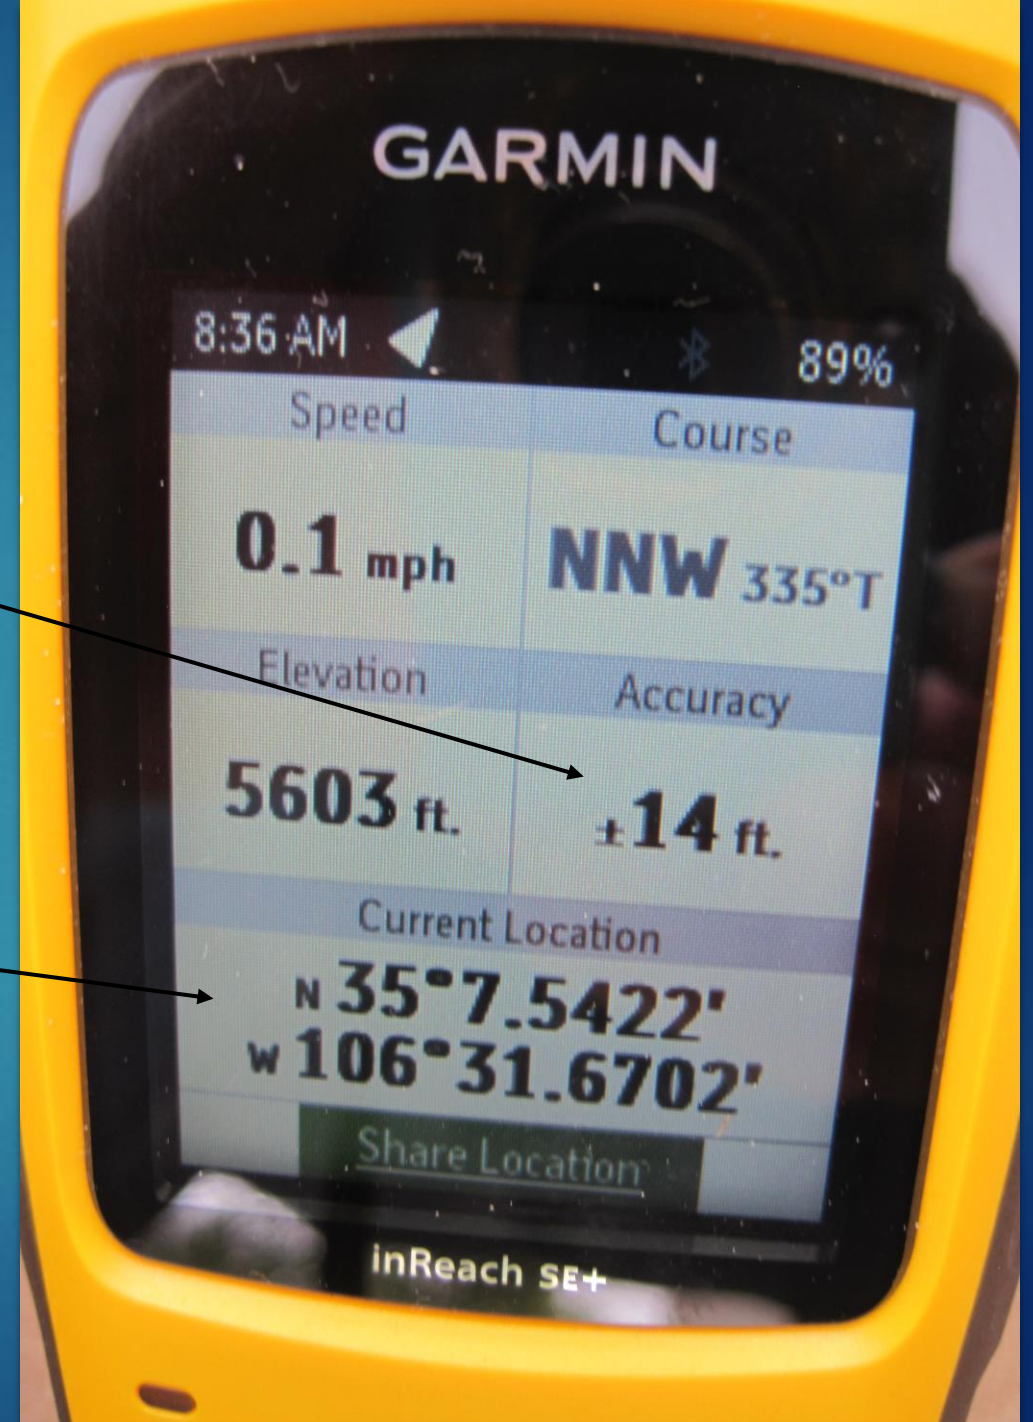 GARMIN
8:36 AM 89%
Speed Course
0.1 mph NNW 335°T
Elevation Accuracy
5603 ft. ±14 ft.
Current Location
N 35°7.5422'
W 106°31.6702'
Share Location
inReach SE+